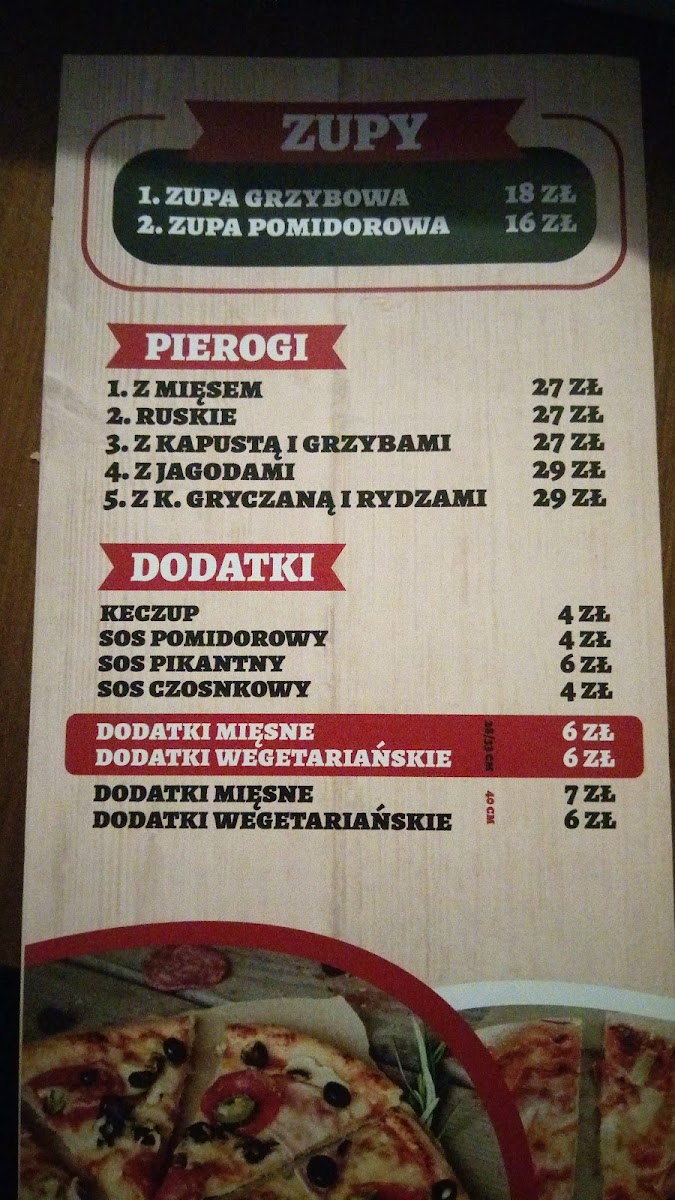 ZUPY
1. ZUPA GRZYBOWA 18 ZŁ
2. ZUPA POMIDOROWA 16 ZŁ
PIEROGI
1. Z MIĘSEM 27 ZŁ
2. RUSKIE 27 ZŁ
3. Z KAPUSTĄ I GRZYBAMI 27 ZŁ
4. Z JAGODAMI 29 ZŁ
5. Z K. GRYCZANĄ I RYDZAMI 29 ZŁ
DODATKI
KECZUP 4 ZŁ
SOS POMIDOROWY 4 ZŁ
SOS PIKANTNY 6 ZŁ
SOS CZOSNKOWY 4 ZŁ
DODATKI MIĘSNE 6 ZŁ
DODATKI WEGETARIAŃSKIE 6 ZŁ
CM
DODATKI MIĘSNE 7 ZŁ
DODATKI WEGETARIAŃSKIE 6 ZŁ
40 CM